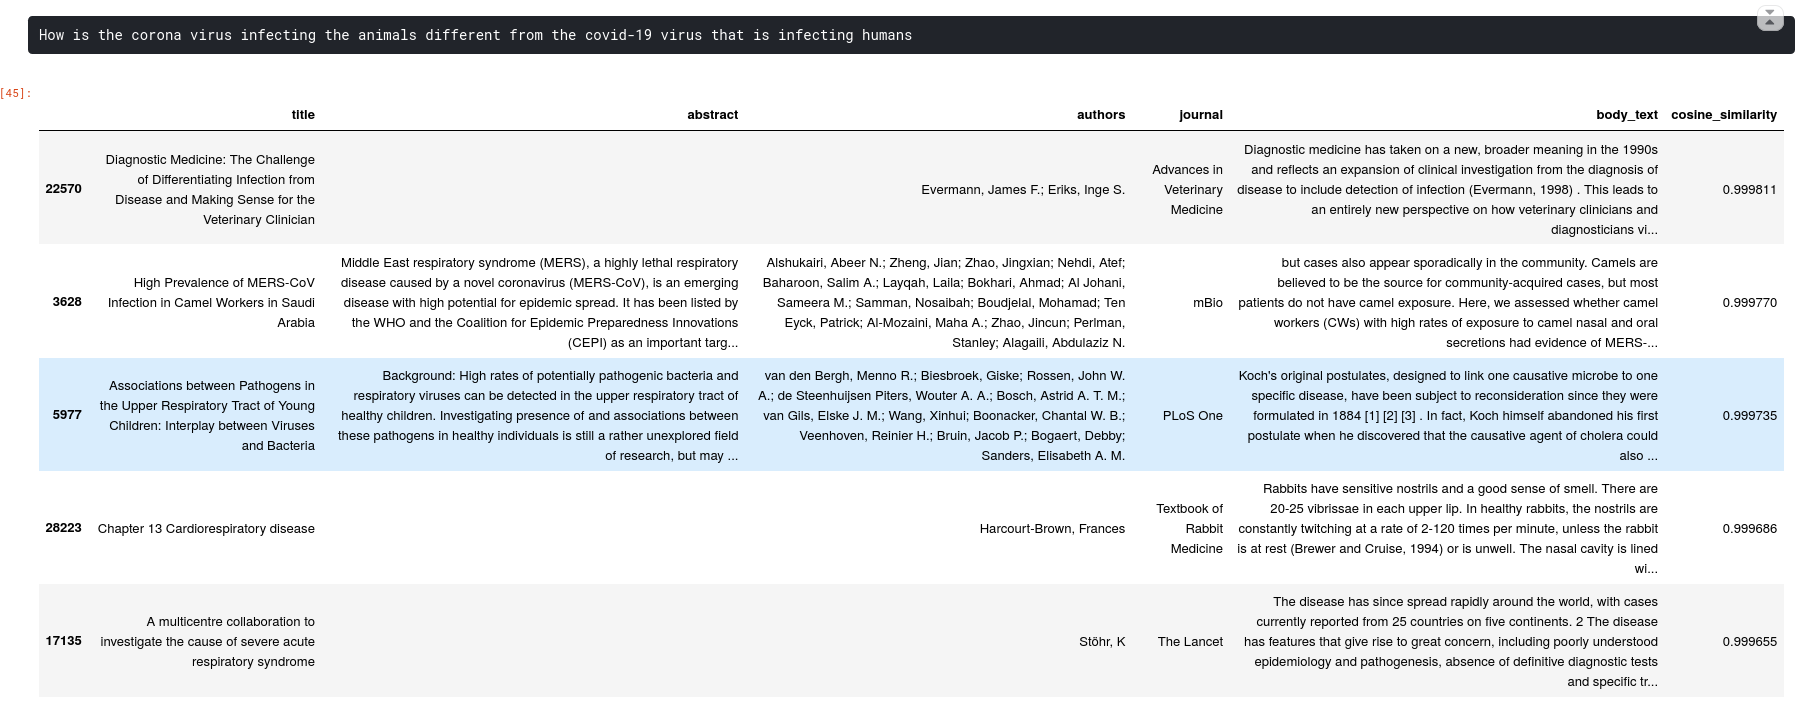 How is the corona virus infecting the animals different from the covid-19 virus that is infecting humans
[45]:
title abstract authors journal body_text cosine_similarity
22570
Diagnostic Medicine: The Challenge
of Differentiating Infection from
Disease and Making Sense for the
Veterinary Clinician
Evermann, James F.; Eriks, Inge S.
Advances in
Veterinary
Medicine
Diagnostic medicine has taken on a new, broader meaning in the 1990s
and reflects an expansion of clinical investigation from the diagnosis of
disease to include detection of infection (Evermann, 1998) . This leads to
an entirely new perspective on how veterinary clinicians and
diagnosticians vi...
0.999811
3628
High Prevalence of MERS-CoV
Infection in Camel Workers in Saudi
Arabia
Middle East respiratory syndrome (MERS), a highly lethal respiratory
disease caused by a novel coronavirus (MERS-CoV), is an emerging
disease with high potential for epidemic spread. It has been listed by
the WHO and the Coalition for Epidemic Preparedness Innovations
(CEPI) as an important targ...
Alshukairi, Abeer N.; Zheng, Jian; Zhao, Jingxian; Nehdi, Atef;
Baharoon, Salim A.; Layqah, Laila; Bokhari, Ahmad; Al Johani,
Sameera M.; Samman, Nosaibah; Boudjelal, Mohamad; Ten
Eyck, Patrick; Al-Mozaini, Maha A.; Zhao, Jincun; Perlman,
Stanley; Alagaili, Abdulaziz N.
mBio
but cases also appear sporadically in the community. Camels are
believed to be the source for community-acquired cases, but most
patients do not have camel exposure. Here, we assessed whether camel
workers (CWs) with high rates of exposure to camel nasal and oral
secretions had evidence of MERS-...
0.999770
5977
Associations between Pathogens in
the Upper Respiratory Tract of Young
Children: Interplay between Viruses
and Bacteria
Background: High rates of potentially pathogenic bacteria and
respiratory viruses can be detected in the upper respiratory tract of
healthy children. Investigating presence of and associations between
these pathogens in healthy individuals is still a rather unexplored field
of research, but may ...
van den Bergh, Menno R.; Biesbroek, Giske; Rossen, John W.
A.; de Steenhuijsen Piters, Wouter A. A.; Bosch, Astrid A. T. M.;
van Gils, Elske J. M.; Wang, Xinhui; Boonacker, Chantal W. B.;
Veenhoven, Reinier H.; Bruin, Jacob P.; Bogaert, Debby;
Sanders, Elisabeth A. M.
PLoS One
Koch's original postulates, designed to link one causative microbe to one
specific disease, have been subject to reconsideration since they were
formulated in 1884 [1] [2] [3] . In fact, Koch himself abandoned his first
postulate when he discovered that the causative agent of cholera could
also ...
0.999735
28223
Chapter 13 Cardiorespiratory disease
Harcourt-Brown, Frances
Textbook of
Rabbit
Medicine
Rabbits have sensitive nostrils and a good sense of smell. There are
20-25 vibrissae in each upper lip. In healthy rabbits, the nostrils are
constantly twitching at a rate of 2-120 times per minute, unless the rabbit
is at rest (Brewer and Cruise, 1994) or is unwell. The nasal cavity is lined
wi...
0.999686
17135
A multicentre collaboration to
investigate the cause of severe acute
respiratory syndrome
Stöhr, K
The Lancet
The disease has since spread rapidly around the world, with cases
currently reported from 25 countries on five continents. 2 The disease
has features that give rise to great concern, including poorly understood
epidemiology and pathogenesis, absence of definitive diagnostic tests
and specific tr...
0.999655